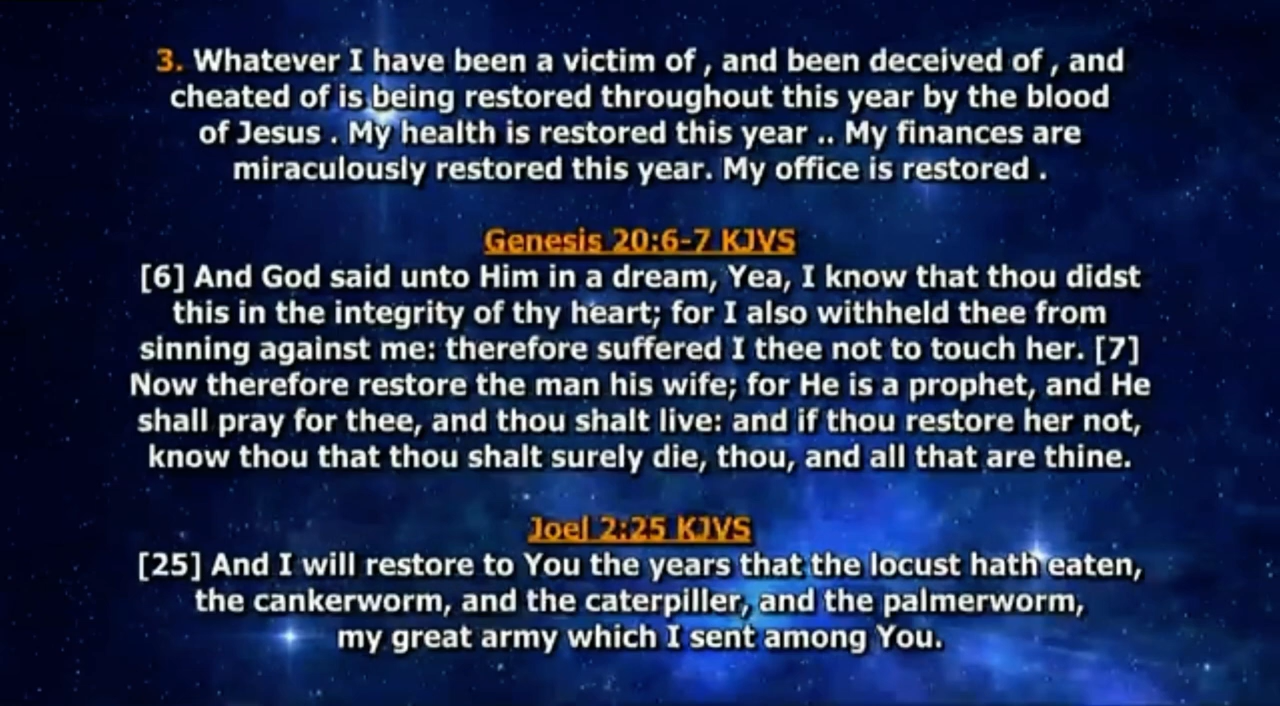 3. Whatever I have been a victim of , and been deceived of , and
cheated of is being restored throughout this year by the blood
of Jesus . My health is restored this year .. My finances are
miraculously restored this year. My office is restored .
Genesis 20:6-7 KJVS
[6] And God said unto Him in a dream, Yea, I know that thou didst
this in the integrity of thy heart; for I also withheld thee from
sinning against me: therefore suffered I thee not to touch her. [7]
Now therefore restore the man his wife; for He is a prophet, and He
shall pray for thee, and thou shalt live: and if thou restore her not,
know thou that thou shalt surely die, thou, and all that are thine.
Joel 2:25 KJVS
[25] And I will restore to You the years that the locust hath eaten,
the cankerworm, and the caterpiller, and the palmerworm,
my great army which I sent among You.